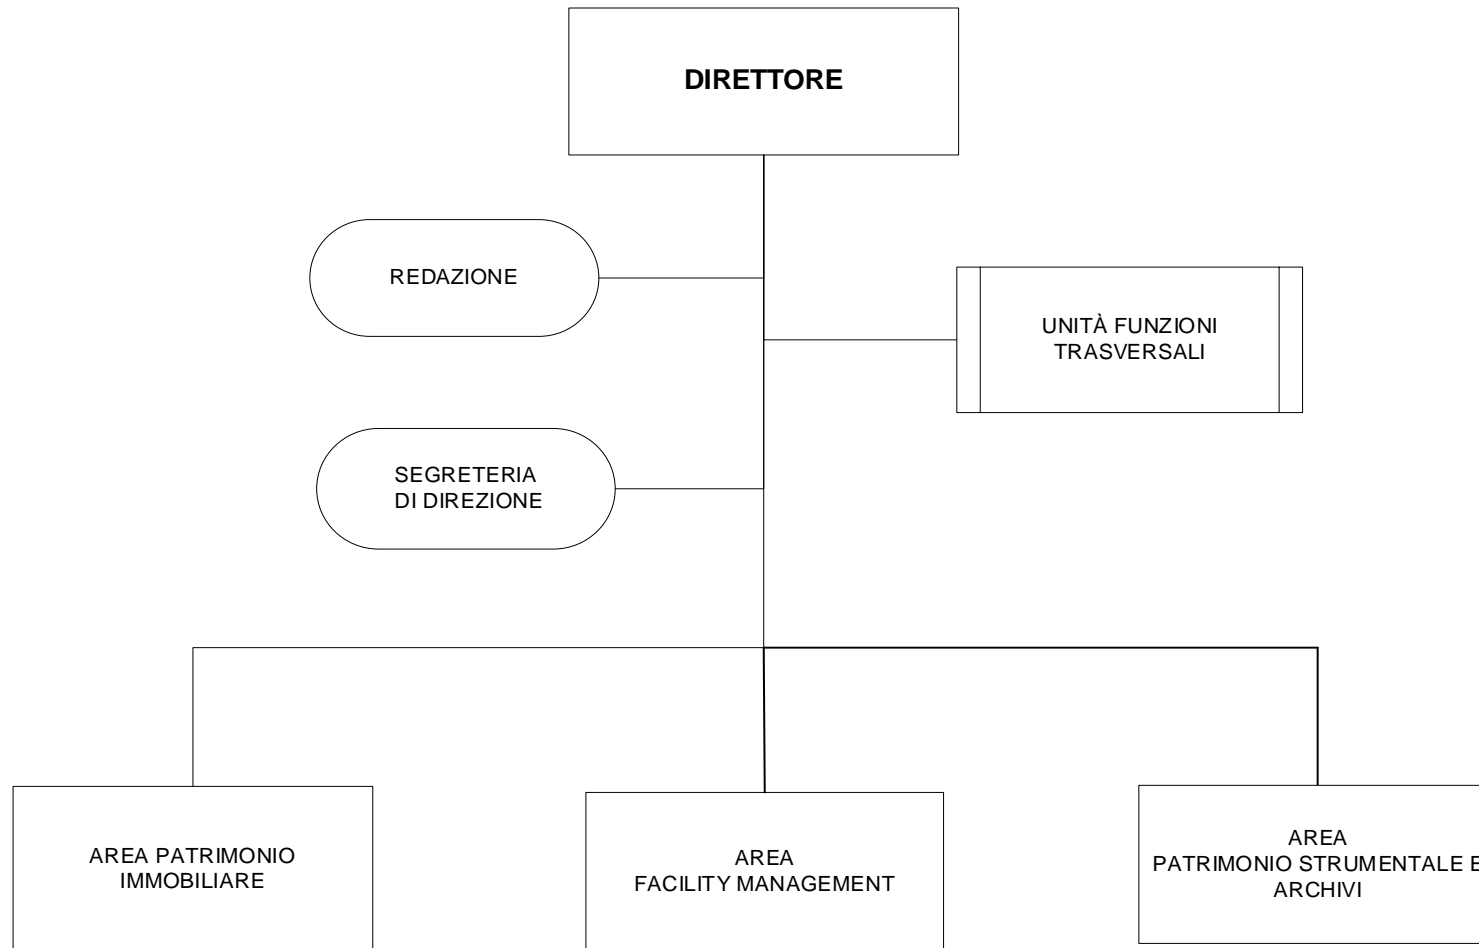 DIRETTORE
REDAZIONE
UNITÀ FUNZIONI
TRASVERSALI
SEGRETERIA
DI DIREZIONE
AREA PATRIMONIO
IMMOBILIARE
AREA
FACILITY MANAGEMENT
AREA
PATRIMONIO STRUMENTALE E
ARCHIVI